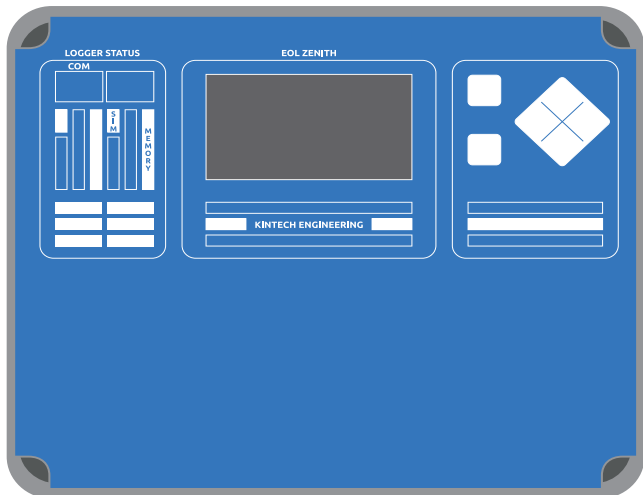 LOGGER STATUS
EOL ZENITH
COM
SIM
MEMORY
KINTECH ENGINEERING